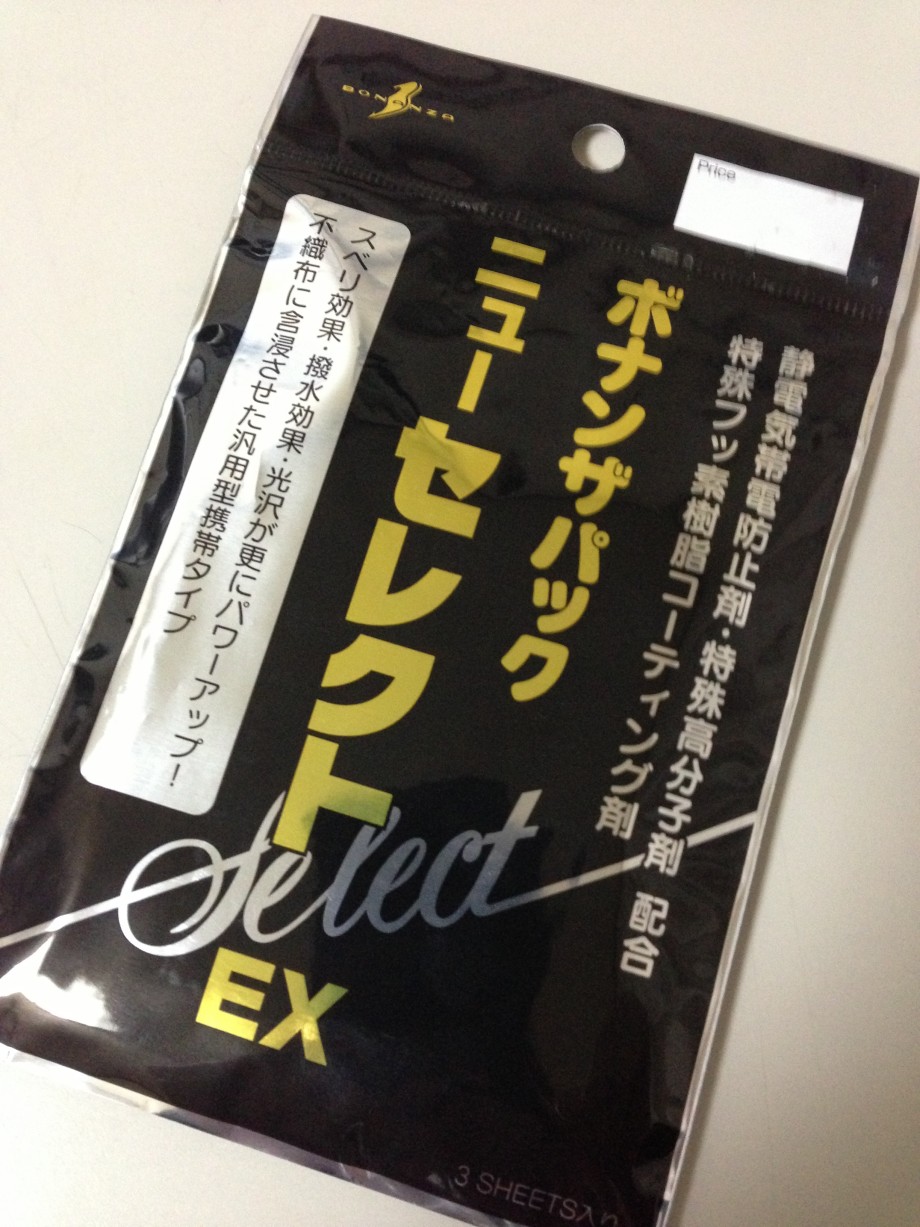 BONANZA
Price
静電気帯電防止剤・特殊高分子剤 配合
特殊フッ素樹脂コーティング剤
ボナンザパック
ニューセレクト
Select
EX
スベリ効果・撥水効果・光沢が更にパワーアップ!
不織布に含浸させた汎用型携帯タイプ
3 SHEETS入り